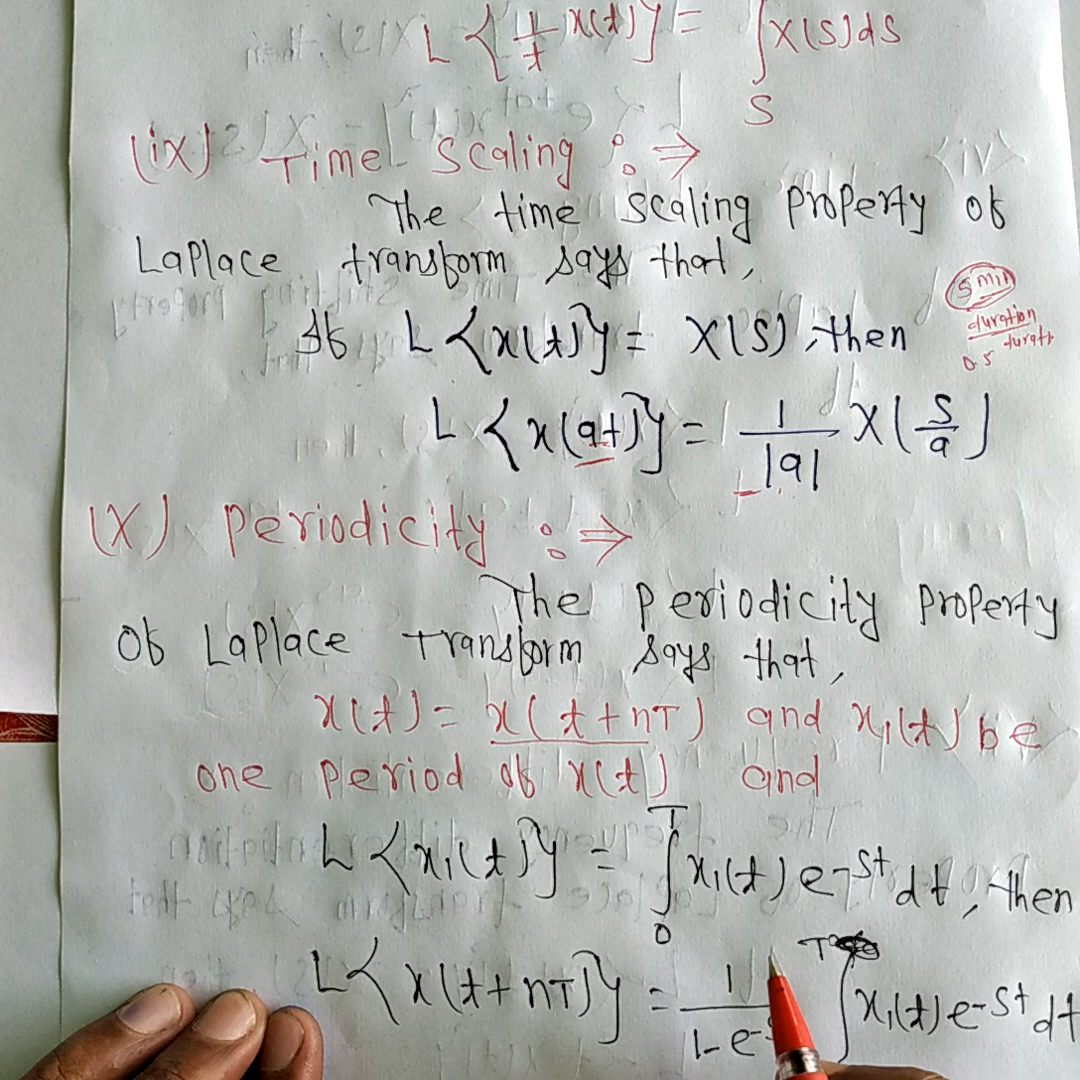 L{1/t x(t)} = ∫ X(s)ds
S
(ix) Time Scaling :⇒
The time scaling property of
Laplace transform says that,
If L{x(t)} = X(s), then
5 min
duration
0.5
L{x(at)} = 1/|a| X(s/a)
(X) Periodicity :⇒
The periodicity property
Of Laplace transform says that,
x(t) = x(t+nT) and x₁(t) be
one period of x(t) and
L{x₁(t)} = ∫₀ᵀ x₁(t) e^-st dt, then
L{x(t+nT)} = 1/1-e^-s ∫ᵀ x₁(t) e^-st dt